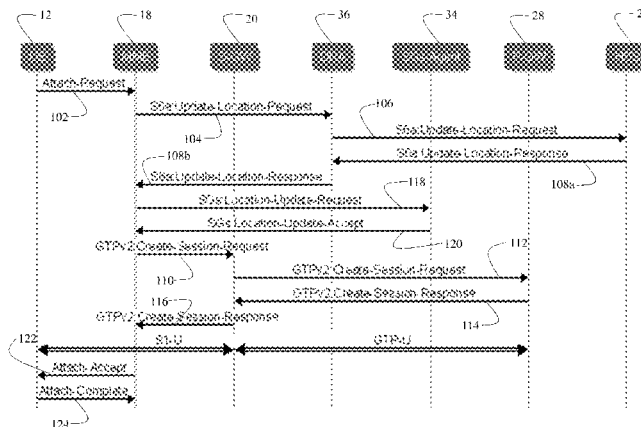 12 18 20 36 34 28
Attach-Request
102
S6a:Update-Location-Request
104
106
S6a:Update-Location-Request
108b
S6a:Update-Location-Response
S6a:Update-Location-Response
108a
SGs:Location-Update-Request
118
SGs:Location-Update-Accept
120
GTPv2:Create-Session-Request
110
112
GTPv2:Create-Session-Request
116
GTPv2:Create-Session-Response
114
GTPv2:Create-Session-Response
122
S1-U
GTP-U
Attach-Accept
Attach-Complete
124